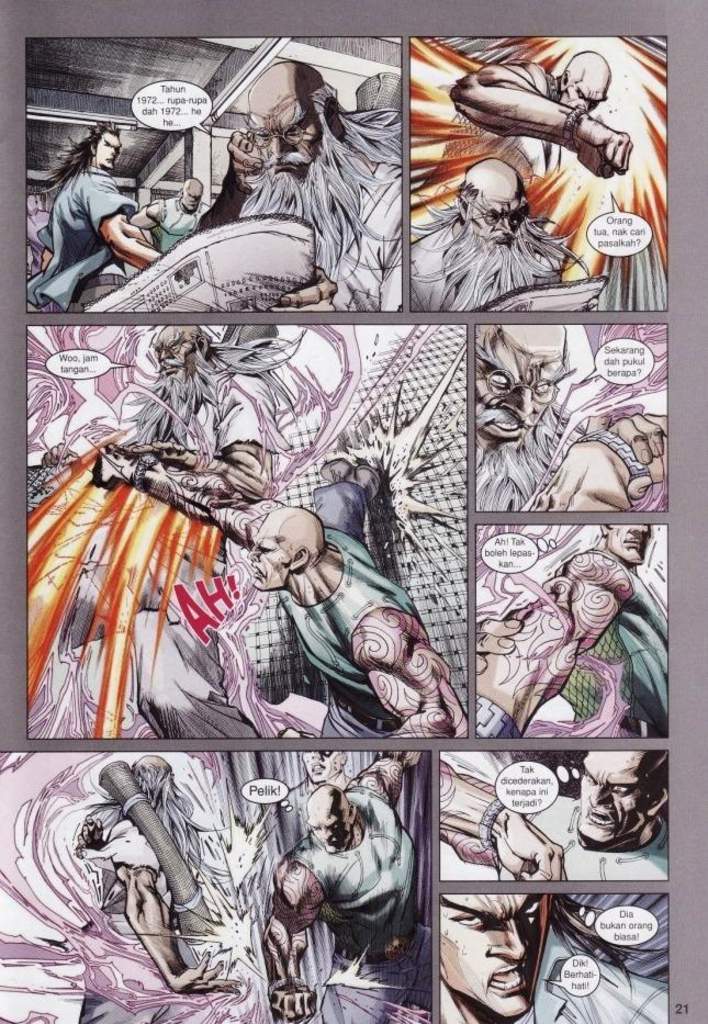 Tahun
1972... rupa-rupa
dah 1972... he
he...
Orang
tua, nak cari
pasalkah?
Woo, jam
tangan...
Sekarang
dah pukul
berapa?
AH!
Ah! Tak
boleh lepas-
kan...
Pelik!
Tak
dicederakan,
kenapa ini
terjadi?
Dia
bukan orang
biasa!
Dik!
Berhati-
hati!
21